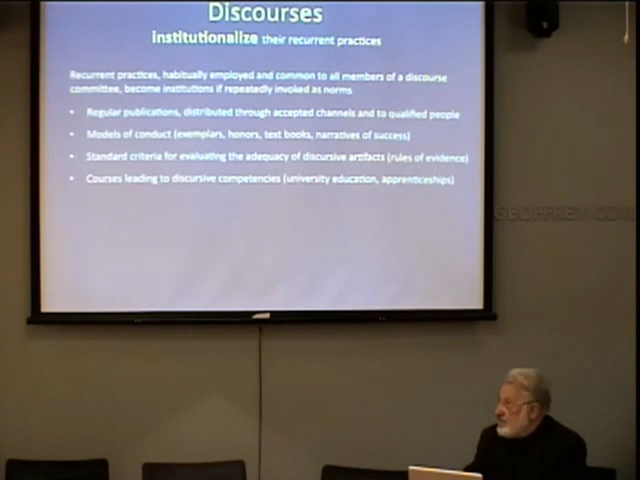 Discourses
institutionalize their recurrent practices
Recurrent practices, habitually employed and common to all members of a discourse
committee, become institutions if repeatedly invoked as norms
• Regular publications, distributed through accepted channels and to qualified people
• Models of conduct (exemplars, honors, text books, narratives of success)
• Standard criteria for evaluating the adequacy of discursive artifacts (rules of evidence)
• Courses leading to discursive competencies (university education, apprenticeships)
GEOFFREY